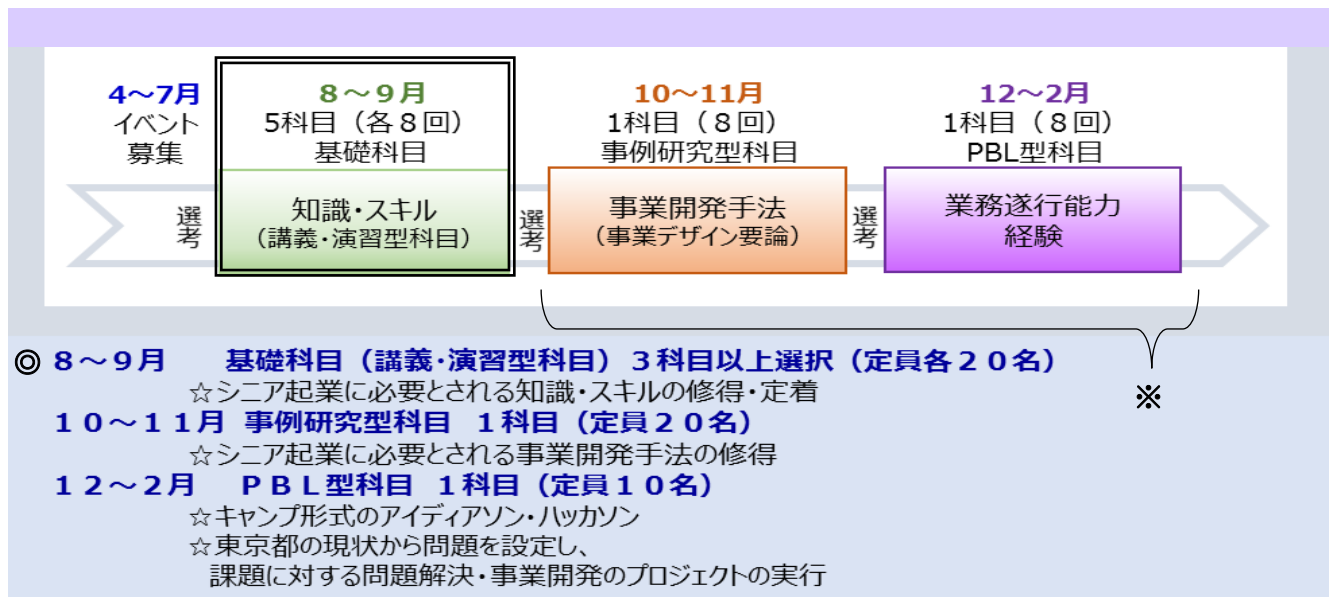 4～7月
イベント
募集
選考
８～９月
5科目（各８回）
基礎科目
知識・スキル
（講義・演習型科目）
選考
10～11月
1科目（８回）
事例研究型科目
事業開発手法
（事業デザイン要論）
選考
12～2月
1科目（８回）
PBL型科目
業務遂行能力
経験
◎ ８～９月　基礎科目（講義・演習型科目）３科目以上選択（定員各２０名）
☆シニア起業に必要とされる知識・スキルの修得・定着
※
１０～１１月 事例研究型科目 １科目（定員２０名）
☆シニア起業に必要とされる事業開発手法の修得
１２～２月　ＰＢＬ型科目 １科目（定員１０名）
☆キャンプ形式のアイディアソン・ハッカソン
☆東京都の現状から問題を設定し、
課題に対する問題解決・事業開発のプロジェクトの実行